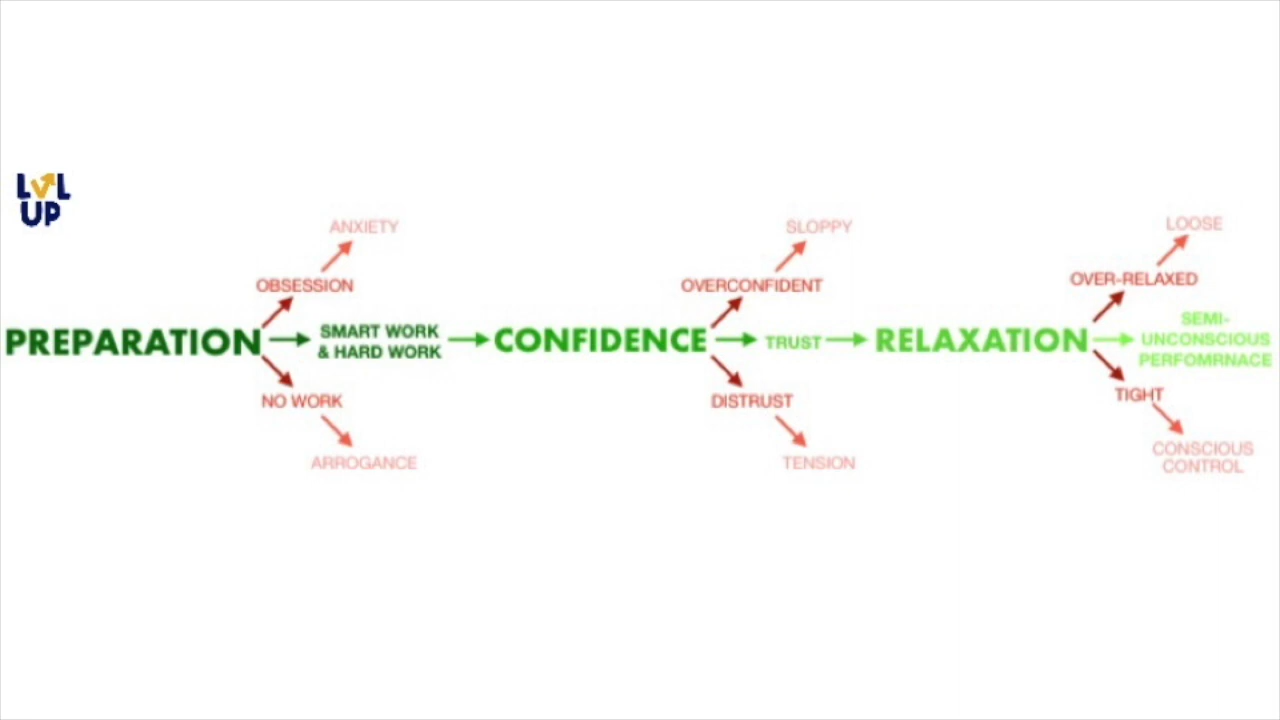 LVL
UP
ANXIETY
OBSESSION
PREPARATION
SMART WORK
& HARD WORK
NO WORK
ARROGANCE
SLOPPY
OVERCONFIDENT
CONFIDENCE
TRUST
DISTRUST
TENSION
LOOSE
OVER-RELAXED
RELAXATION
SEMI-
UNCONSCIOUS
PERFOMRNACE
TIGHT
CONSCIOUS
CONTROL